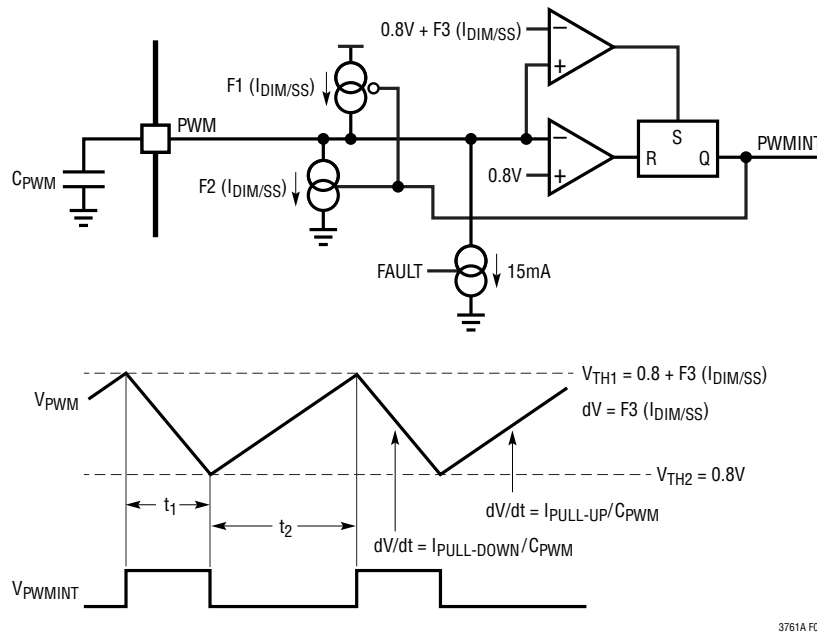 0.8V + F3 (IDIM/SS)
−
+
F1 (IDIM/SS)
PWM
CPWM
F2 (IDIM/SS)
−
+
0.8V
S
R
Q
PWMINT
FAULT
15mA
VPWM
VTH1 = 0.8 + F3 (IDIM/SS)
dV = F3 (IDIM/SS)
VTH2 = 0.8V
t1
t2
dV/dt = IPULL-UP/CPWM
dV/dt = IPULL-DOWN/CPWM
VPWMINT
3761A F0